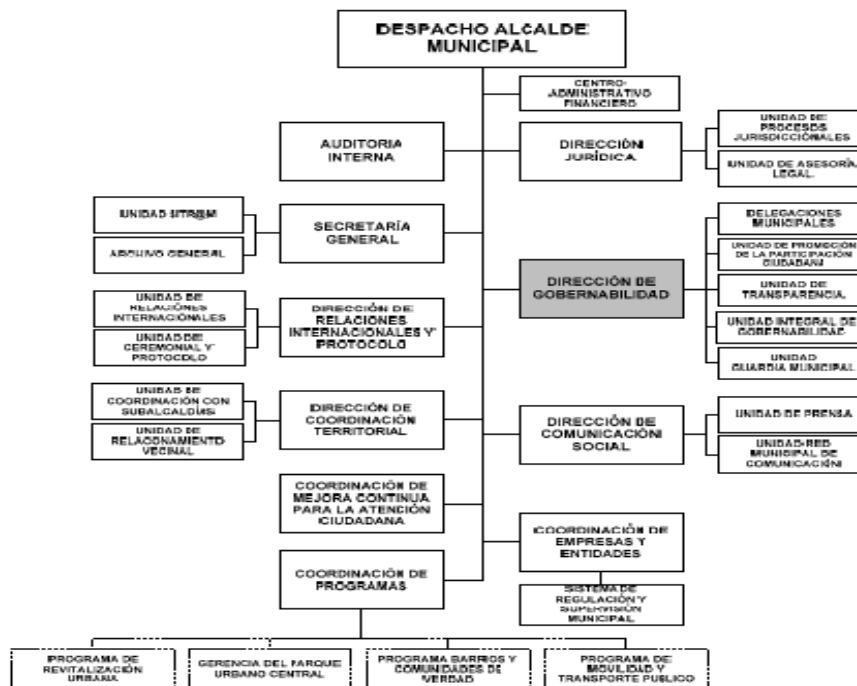 DESPACHO ALCALDE
MUNICIPAL
CENTRO
ADMINISTRATIVO
FINANCIERO
AUDITORIA
INTERNA
DIRECCIÓN
JURÍDICA
UNIDAD DE
PROCESOS
JURISDICCIONALES
UNIDAD DE ASESORÍA
LEGAL
UNIDAD SITR@M
ARCHIVO GENERAL
SECRETARÍA
GENERAL
DIRECCIÓN DE
GOBERNABILIDAD
DELEGACIONES
MUNICIPALES
UNIDAD DE PROMOCIÓN
DE LA PARTICIPACIÓN
CIUDADANA
UNIDAD DE
TRANSPARENCIA
UNIDAD INTEGRAL DE
GOBERNABILIDAD
UNIDAD
GUARDIA MUNICIPAL
UNIDAD DE
RELACIONES
INTERNACIONALES
UNIDAD DE
CEREMONIAL Y
PROTOCOLO
DIRECCIÓN DE
RELACIONES
INTERNACIONALES Y
PROTOCOLO
UNIDAD DE
COORDINACIÓN CON
SUBALCALDÍAS
UNIDAD DE
RELACONAMIENTO
VECINAL
DIRECCIÓN DE
COORDINACIÓN
TERRITORIAL
DIRECCIÓN DE
COMUNICACIÓN
SOCIAL
UNIDAD DE PRENSA
UNIDAD RED
MUNICIPAL DE
COMUNICACIÓN
COORDINACIÓN DE
MEJORA CONTINUA
PARA LA ATENCIÓN
CIUDADANA
COORDINACIÓN DE
EMPRESAS Y
ENTIDADES
COORDINACIÓN DE
PROGRAMAS
SISTEMA DE
REGULACIÓN Y
SUPERVISIÓN
MUNICIPAL
PROGRAMA DE
REVITALIZACIÓN
URBANA
GERENCIA DEL PARQUE
URBANO CENTRAL
PROGRAMA BARRIOS Y
COMUNIDADES DE
VERDAD
PROGRAMA DE
MOVILIDAD Y
TRANSPORTE PUBLICO